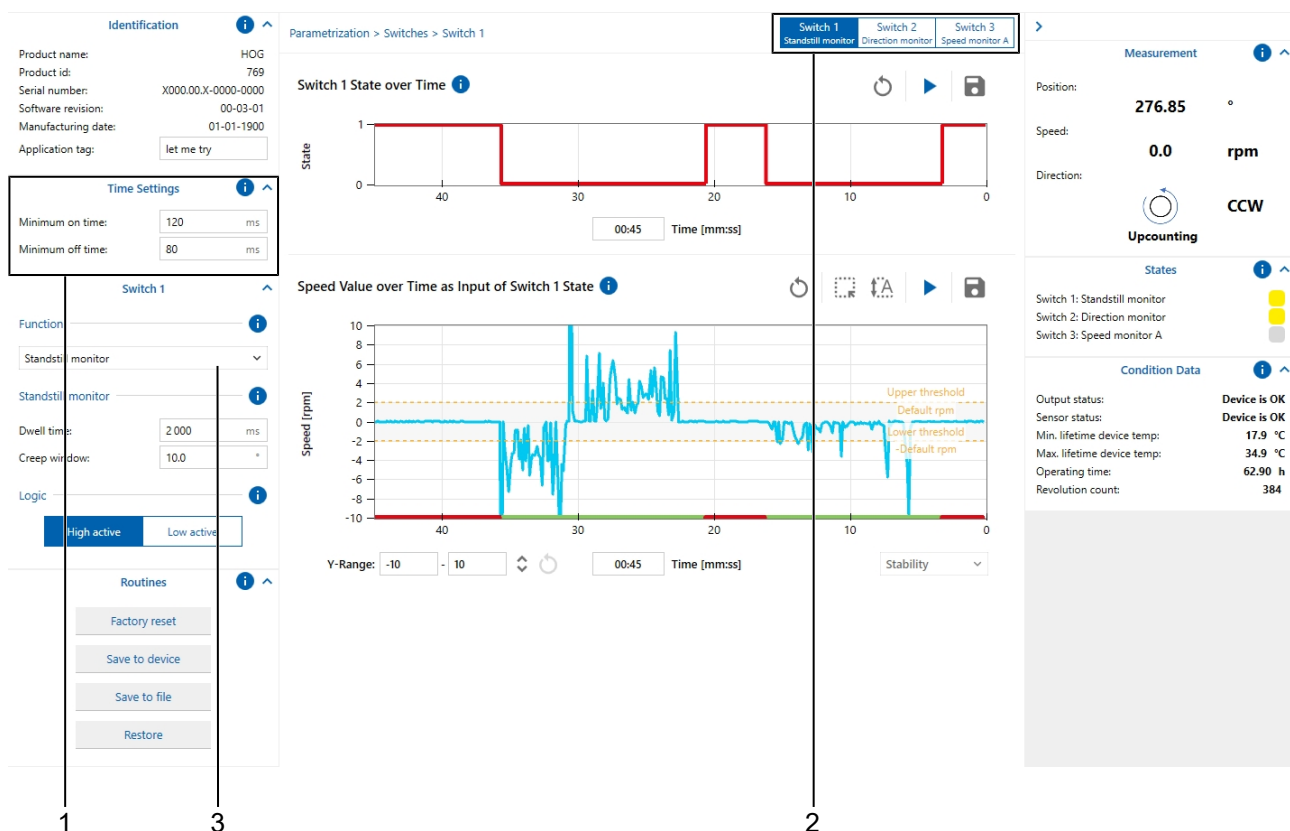 Identification
Product name: HOG
Product id: 769
Serial number: X000.00.X-0000-0000
Software revision: 00-03-01
Manufacturing date: 01-01-1900
Application tag: let me try
Time Settings
Minimum on time: 120 ms
Minimum off time: 80 ms
Switch 1
Function
Standstill monitor
Standstill monitor
Dwell time: 2 000 ms
Creep window: 10.0 °
Logic
High active Low active
Routines
Factory reset
Save to device
Save to file
Restore
Parametrization > Switches > Switch 1
Switch 1 Switch 2 Switch 3
Standstill monitor Direction monitor Speed monitor A
Switch 1 State over Time
1
State
0
40 30 20 10 0
00:45 Time [mm:ss]
Speed Value over Time as Input of Switch 1 State
10
8
6
4
2
0
-2
-4
-6
-8
-10
Speed [rpm]
Upper threshold
Default rpm
Lower threshold
-Default rpm
40 30 20 10 0
Y-Range: -10 - 10 00:45 Time [mm:ss] Stability
Measurement
Position:
276.85 °
Speed:
0.0 rpm
Direction:
CCW
Upcounting
States
Switch 1: Standstill monitor
Switch 2: Direction monitor
Switch 3: Speed monitor A
Condition Data
Output status: Device is OK
Sensor status: Device is OK
Min. lifetime device temp: 17.9 °C
Max. lifetime device temp: 34.9 °C
Operating time: 62.90 h
Revolution count: 384
1 3 2